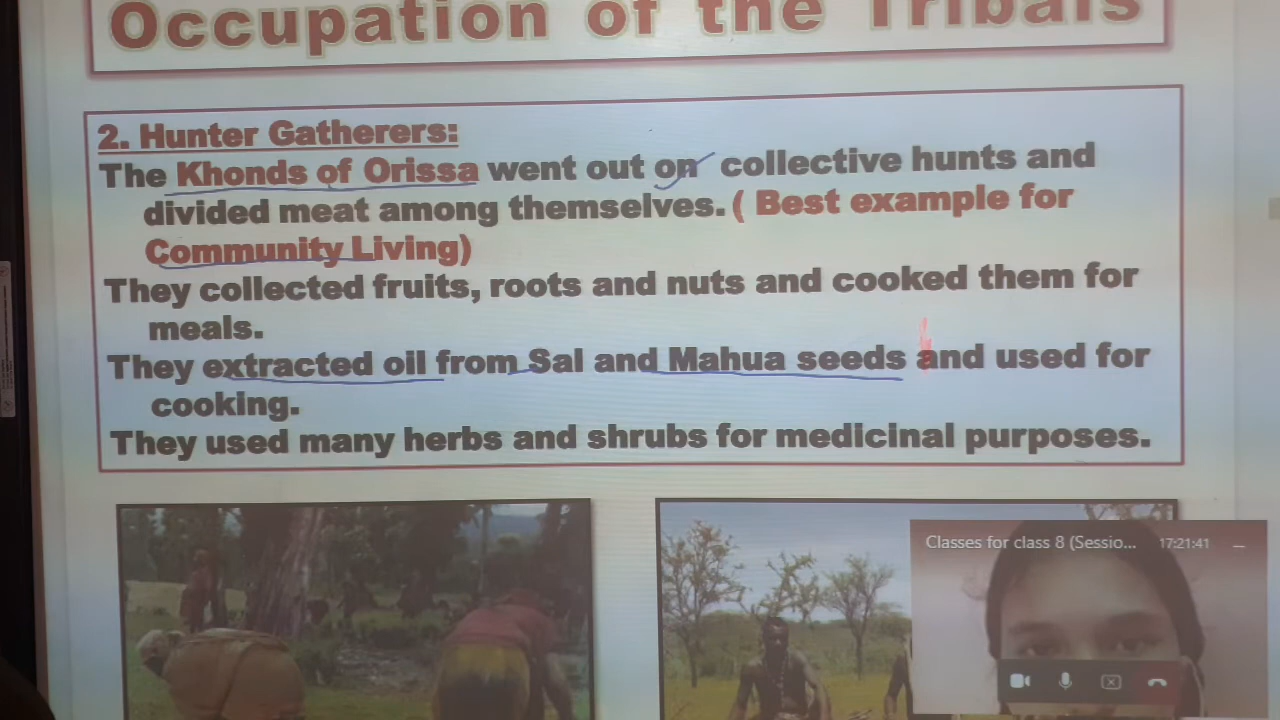 Occupation of the Tribals
2. Hunter Gatherers:
The Khonds of Orissa went out on collective hunts and
divided meat among themselves. ( Best example for
Community Living)
They collected fruits, roots and nuts and cooked them for
meals.
They extracted oil from Sal and Mahua seeds and used for
cooking.
They used many herbs and shrubs for medicinal purposes.
Classes for class 8 (Sessio... 17:21:41